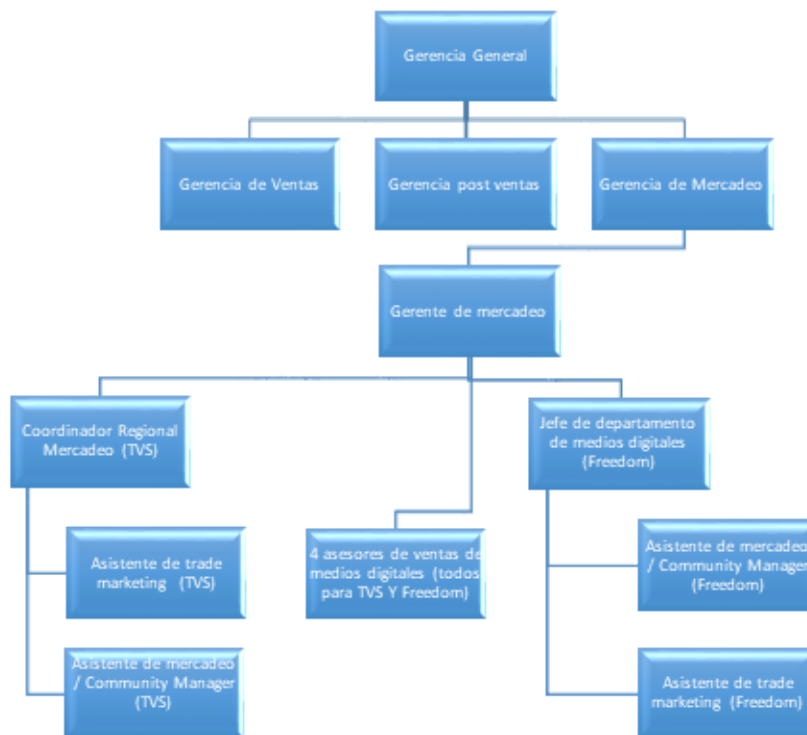 Gerencia General
Gerencia de Ventas
Gerencia post ventas
Gerencia de Mercadeo
Gerente de mercadeo
Coordinador Regional
Mercadeo (TVS)
Jefe de departamento
de medios digitales
(Freedom)
Asistente de trade
marketing (TVS)
4 asesores de ventas de
medios digitales (todos
para TVS Y Freedom)
Asistente de mercadeo
/ Community Manager
(Freedom)
Asistente de mercadeo
/ Community Manager
(TVS)
Asistente de trade
marketing (Freedom)